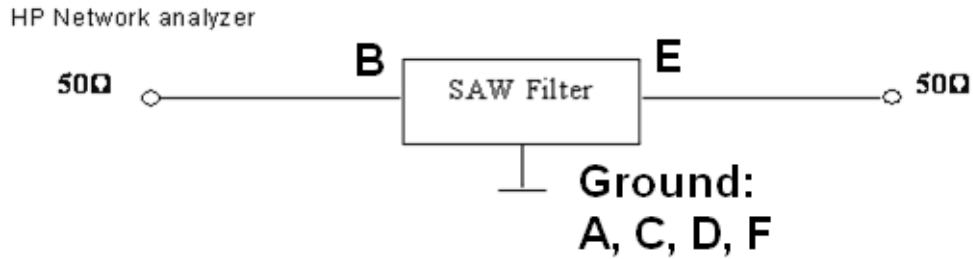 HP Network analyzer
50Ω B SAW Filter E 50Ω
Ground:
A, C, D, F